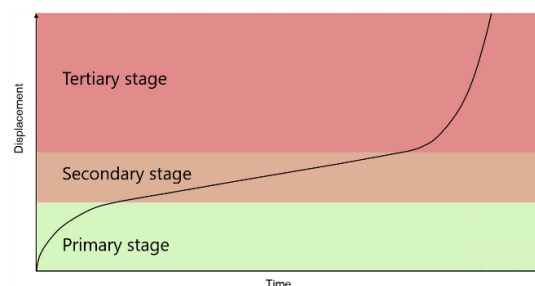 Tertiary stage
Displacement
Secondary stage
Primary stage
Time